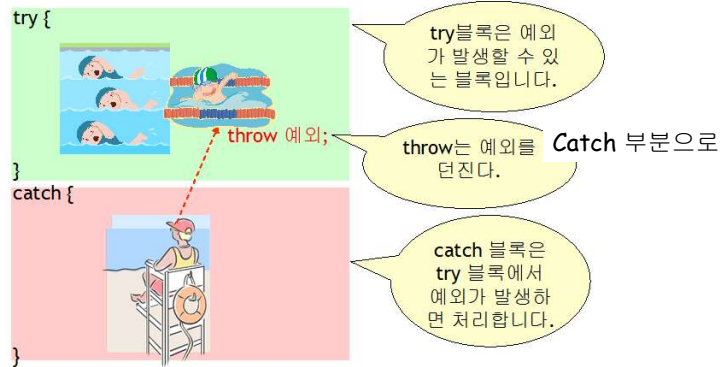 try {
try블록은 예외
가 발생할 수 있
는 블록입니다.
throw 예외;
throw는 예외를 Catch 부분으로
던진다.
}
catch {
catch 블록은
try 블록에서
예외가 발생하
면 처리합니다.
}